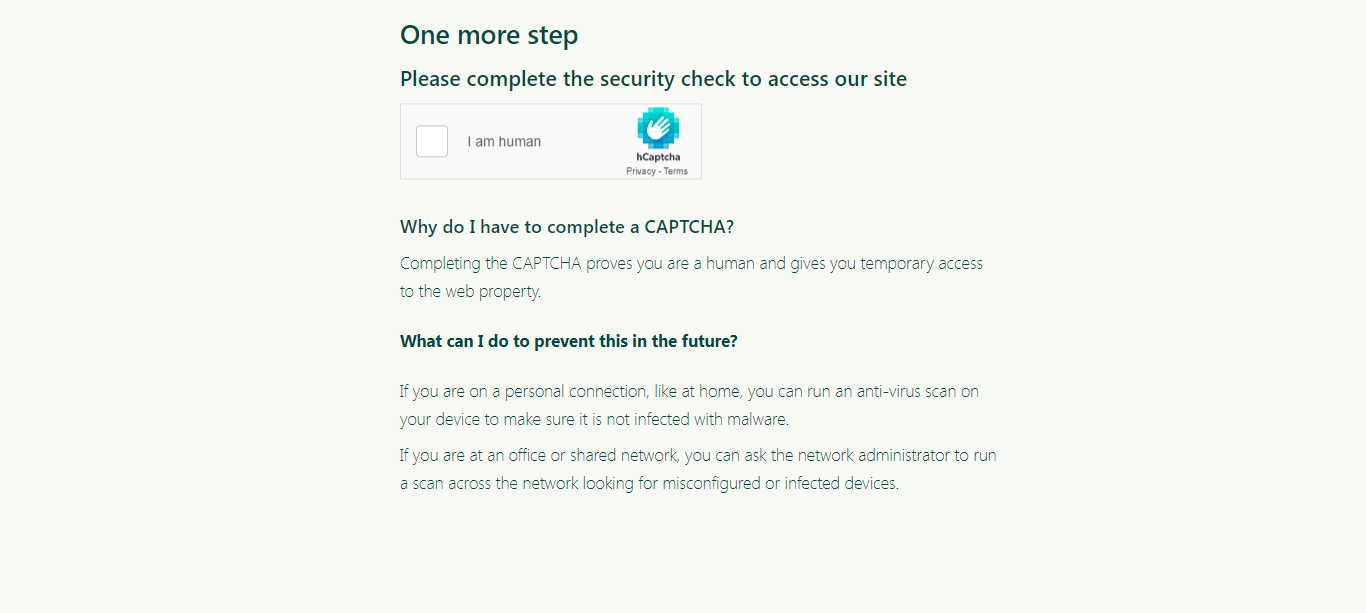 One more step
Please complete the security check to access our site
I am human
hCaptcha
Privacy - Terms
Why do I have to complete a CAPTCHA?
Completing the CAPTCHA proves you are a human and gives you temporary access
to the web property.
What can I do to prevent this in the future?
If you are on a personal connection, like at home, you can run an anti-virus scan on
your device to make sure it is not infected with malware.
If you are at an office or shared network, you can ask the network administrator to run
a scan across the network looking for misconfigured or infected devices.